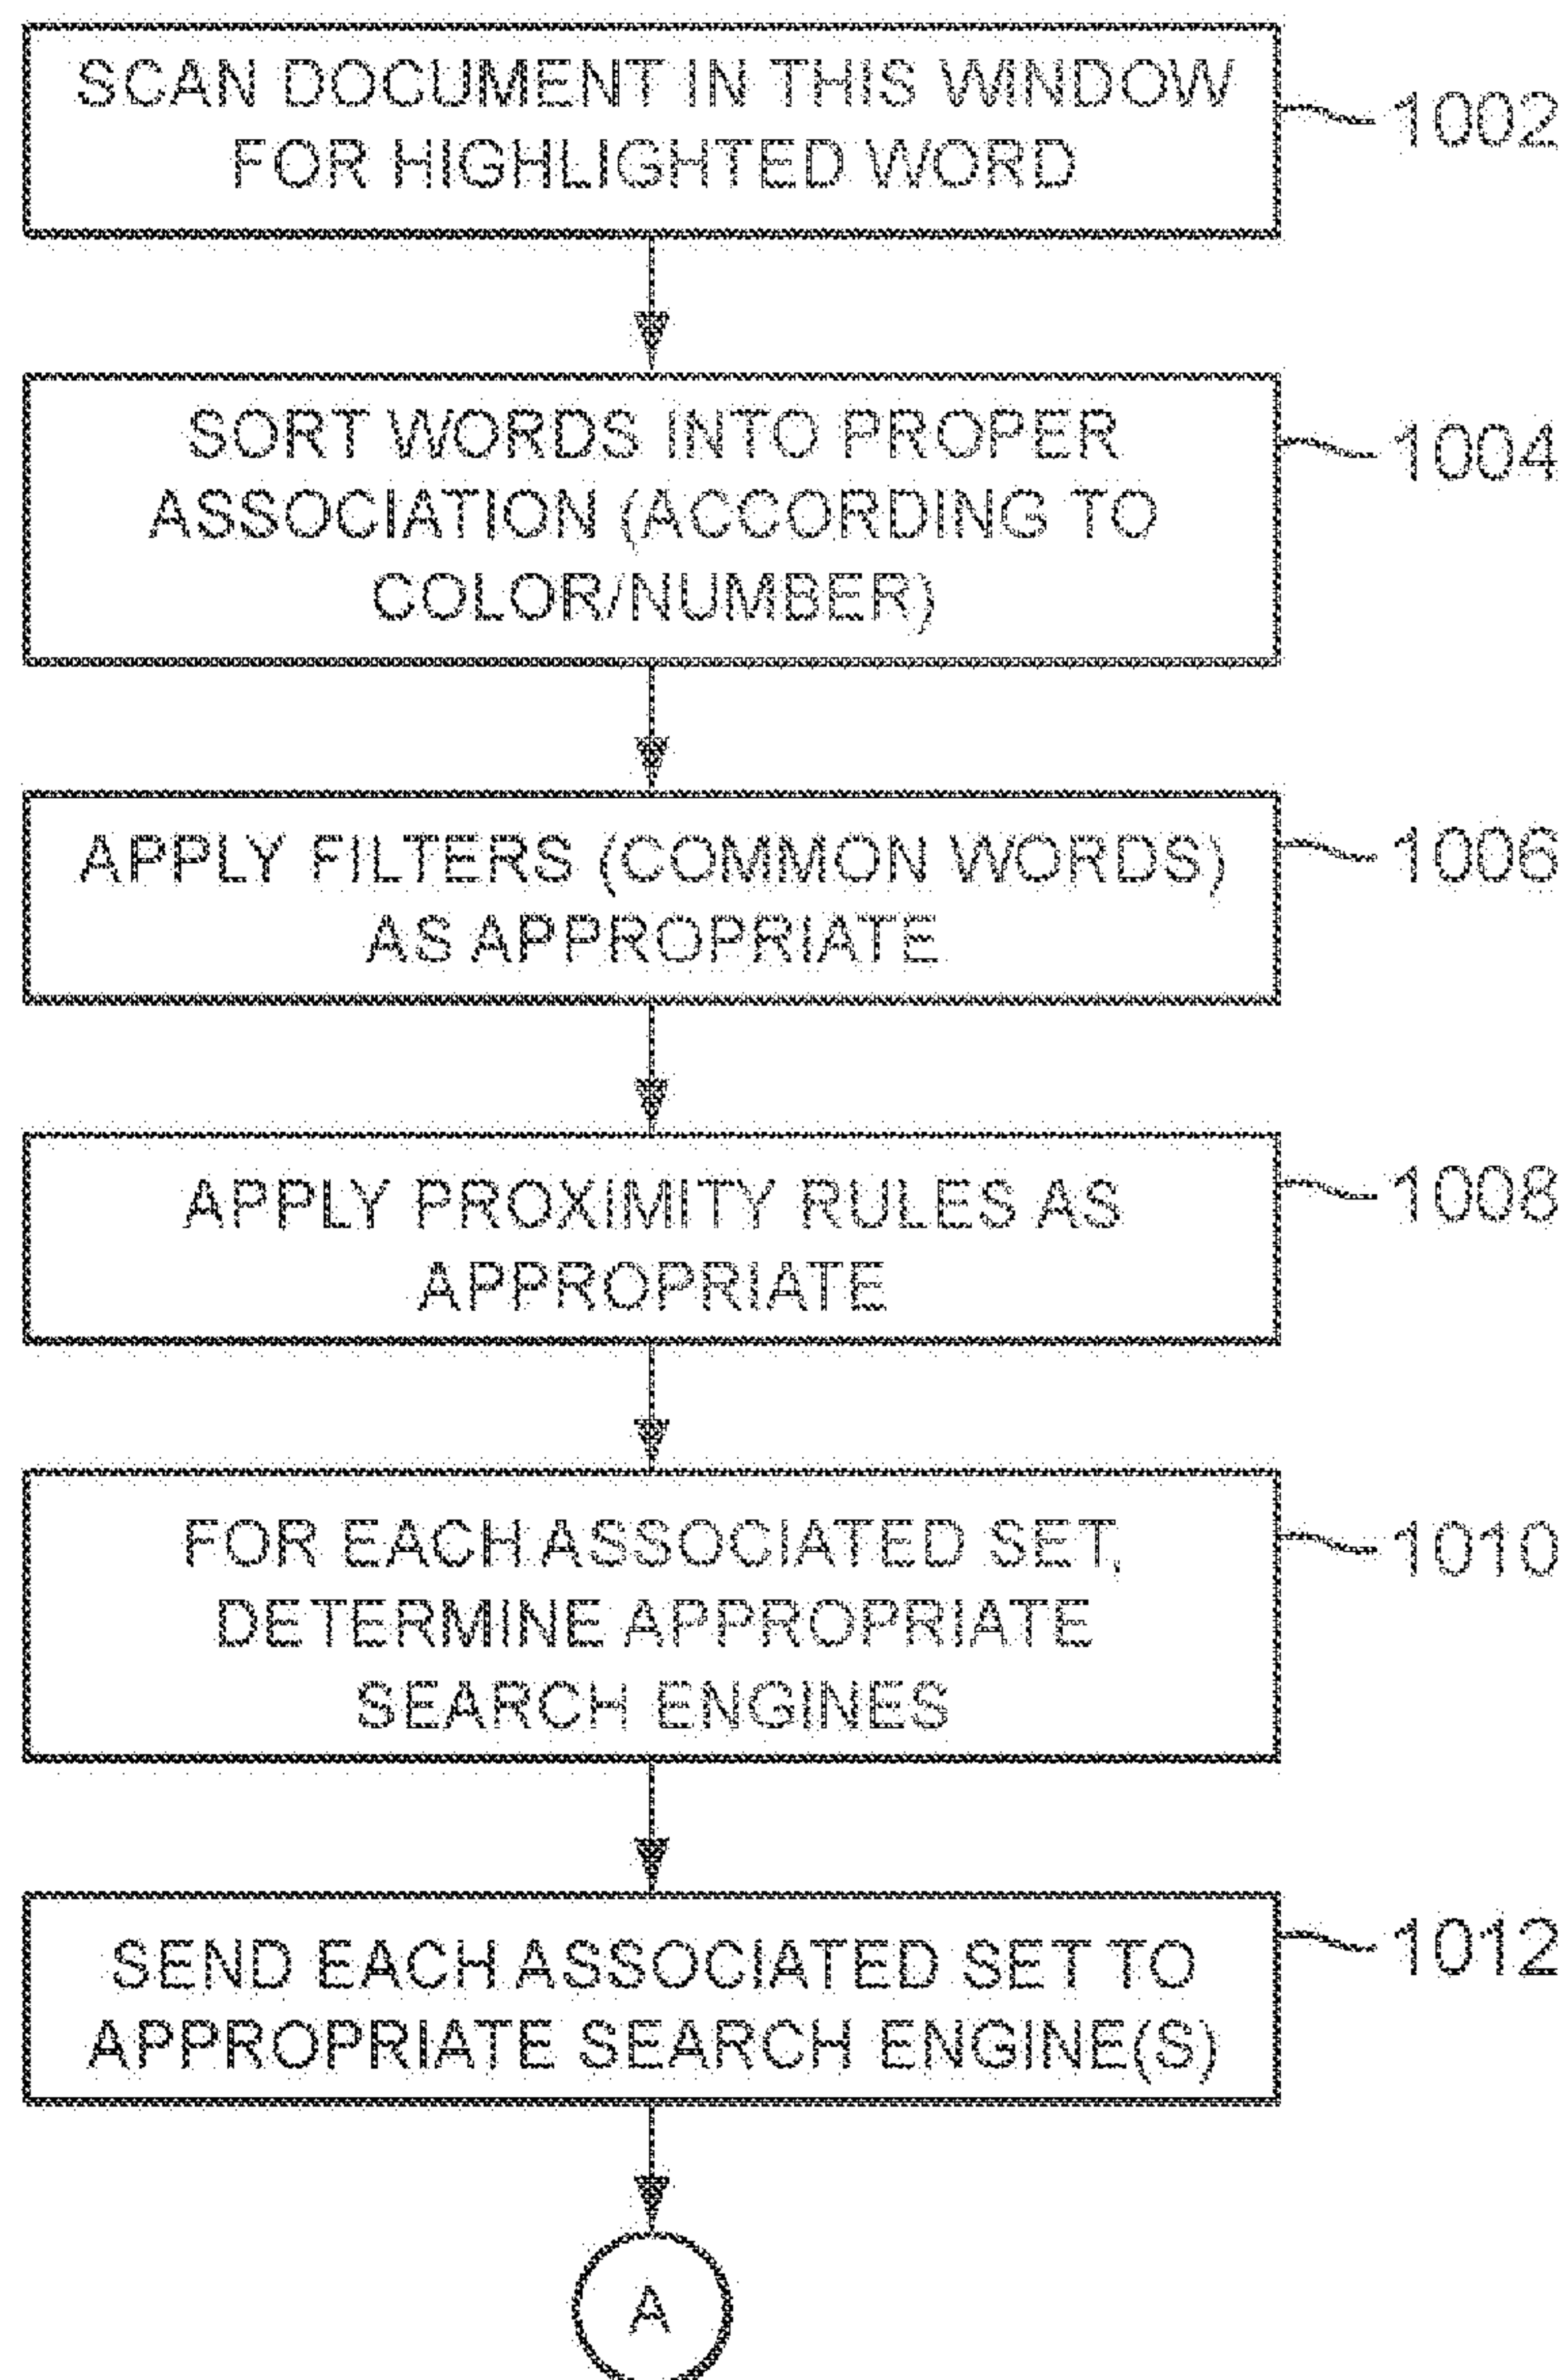 SCAN DOCUMENT IN THIS WINDOW
FOR HIGHLIGHTED WORD
1002
SORT WORDS INTO PROPER
ASSOCIATION (ACCORDING TO
COLOR/NUMBER)
1004
APPLY FILTERS (COMMON WORDS)
AS APPROPRIATE
1006
APPLY PROXIMITY RULES AS
APPROPRIATE
1008
FOR EACH ASSOCIATED SET,
DETERMINE APPROPRIATE
SEARCH ENGINES
1010
SEND EACH ASSOCIATED SET TO
APPROPRIATE SEARCH ENGINE(S)
1012
A